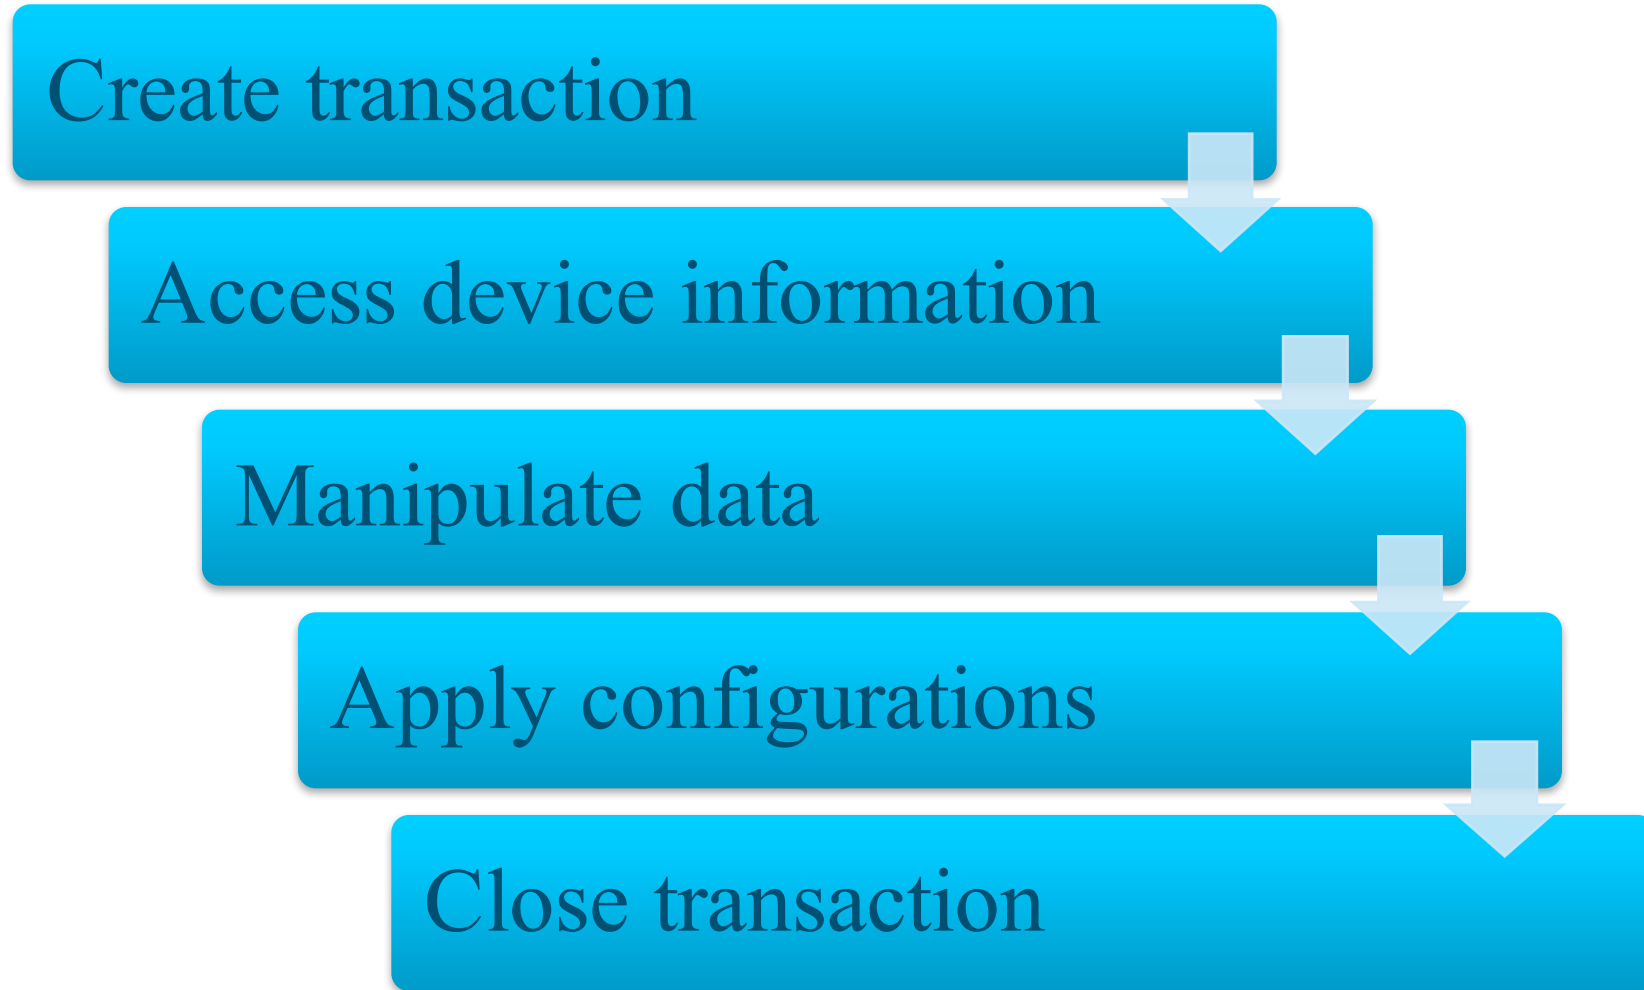 Create transaction
Access device information
Manipulate data
Apply configurations
Close transaction